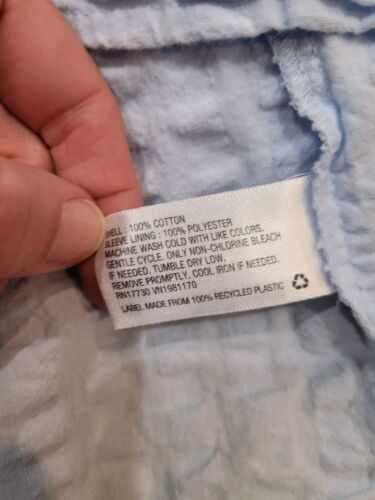 SHELL : 100% COTTON
SLEEVE LINING : 100% POLYESTER
MACHINE WASH COLD WITH LIKE COLORS.
GENTLE CYCLE. ONLY NON-CHLORINE BLEACH
IF NEEDED. TUMBLE DRY LOW.
REMOVE PROMPTLY. COOL IRON IF NEEDED.
RN17730 VN1981170
LABEL MADE FROM 100% RECYCLED PLASTIC